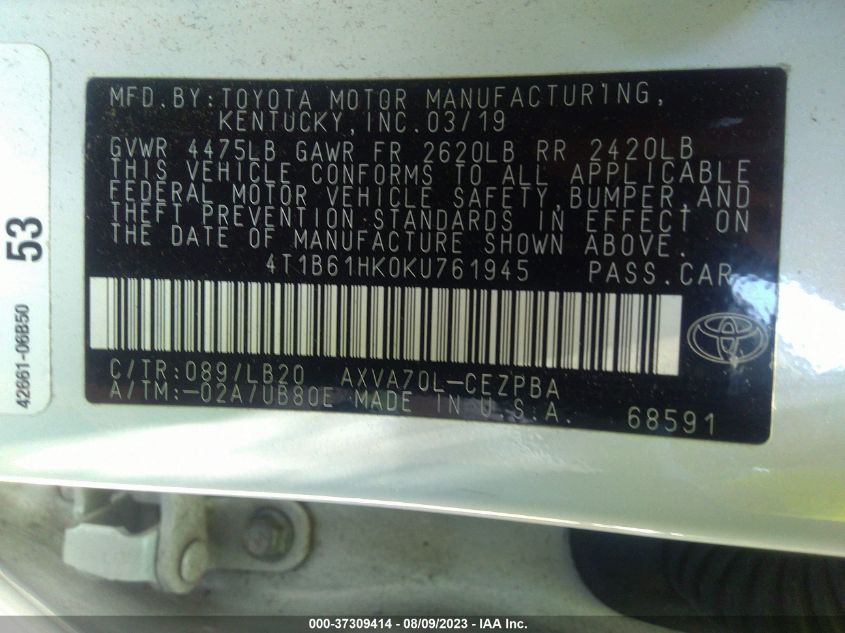 53
42661-06B50
MFD.BY:TOYOTA MOTOR MANUFACTURING,
KENTUCKY,INC.03/19
GVWR 4475LB GAWR FR 2620LB RR 2420LB
THIS VEHICLE CONFORMS TO ALL APPLICABLE
FEDERAL MOTOR VEHICLE SAFETY,BUMPER,AND
THEFT PREVENTION STANDARDS IN EFFECT ON
THE DATE OF MANUFACTURE SHOWN ABOVE.
4T1B61HK0KU761945 PASS.CAR
C/TR:089/LB20 AXVA70L-CEZPBA
A/TM:-02A/UB80E MADE IN U.S.A.
68591
000-37309414 - 08/09/2023 - IAA Inc.